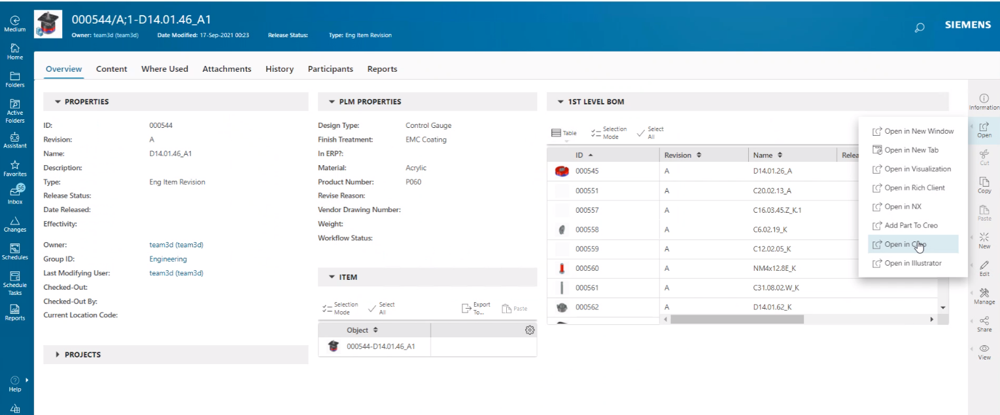 000544/A;1-D14.01.46_A1
Owner: team3d (team3d) Date Modified: 17-Sep-2021 00:23 Release Status: Type: Eng Item Revision
SIEMENS
Medium
Home
Folders
Active
Folders
Assistant
Favorites
56
Inbox
Changes
Schedules
Schedule
Tasks
Reports
Help
Overview Content Where Used Attachments History Participants Reports
PROPERTIES
ID: 000544
Revision: A
Name: D14.01.46_A1
Description:
Type: Eng Item Revision
Release Status:
Date Released:
Effectivity:
Owner: team3d (team3d)
Group ID: Engineering
Last Modifying User: team3d (team3d)
Checked-Out:
Checked-Out By:
Current Location Code:
PROJECTS
PLM PROPERTIES
Design Type: Control Gauge
Finish Treatment: EMC Coating
In ERP?:
Material: Acrylic
Product Number: P060
Revise Reason:
Vendor Drawing Number:
Weight:
Workflow Status:
ITEM
Selection Mode Select All Export To... Paste
Object
000544-D14.01.46_A1
1ST LEVEL BOM
Table Selection Mode Select All
ID Revision Name Relea
000545 A D14.01.26_A
000551 A C20.02.13_A
000557 A C16.03.45.Z_K.1
000558 A C6.02.19_K
000559 A C12.02.05_K
000560 A NM4x12.8E_K
000561 A C31.08.02.W_K
000562 A D14.01.62_K
Open in New Window
Open in New Tab
Open in Visualization
Open in Rich Client
Open in NX
Add Part To Creo
Open in
Open in Illustrator
Information
Open
Cut
Copy
Paste
New
Edit
Manage
Share
View